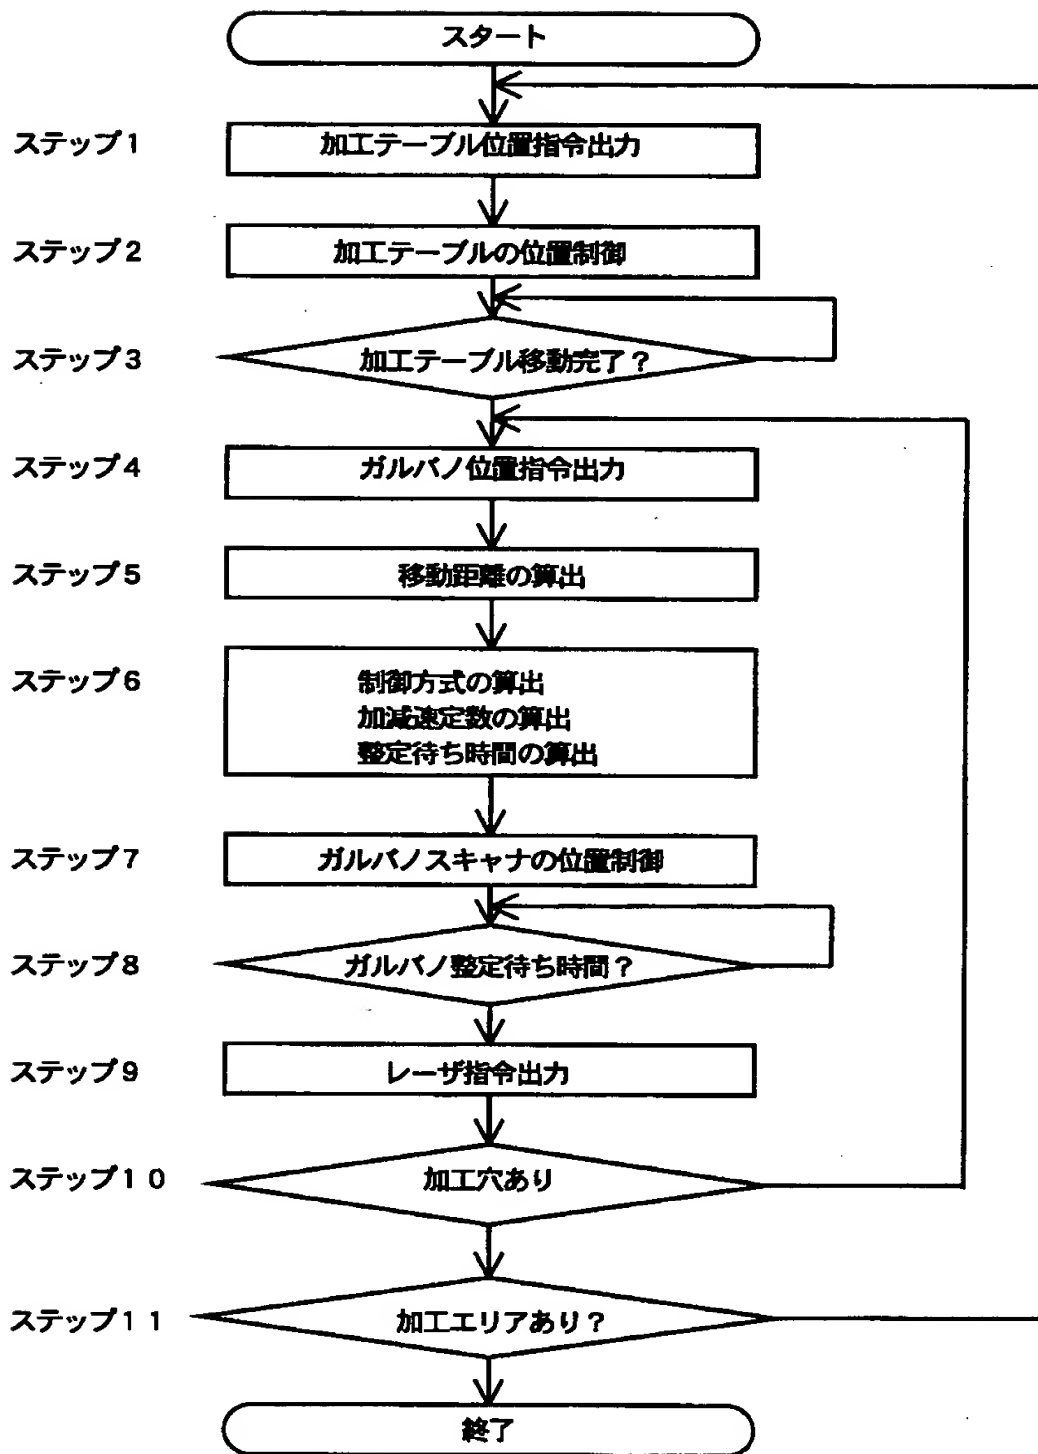 スタート
ステップ1
加工テーブル位置指令出力
ステップ2
加工テーブルの位置制御
ステップ3
加工テーブル移動完了?
ステップ4
ガルバノ位置指令出力
ステップ5
移動距離の算出
ステップ6
制御方式の算出
加減速定数の算出
整定待ち時間の算出
ステップ7
ガルバノスキャナの位置制御
ステップ8
ガルバノ整定待ち時間?
ステップ9
レーザ指令出力
ステップ10
加工穴あり
ステップ11
加工エリアあり?
終了